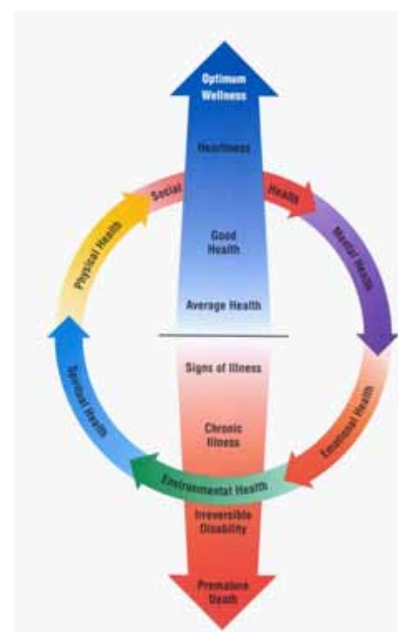 Optimum
Wellness
Heartiness
Social Health
Good
Health
Average Health
Signs of Illness
Chronic
Illness
Irreversible
Disability
Premature
Death
Mental Health
Emotional Health
Environmental Health
Spiritual Health
Physical Health